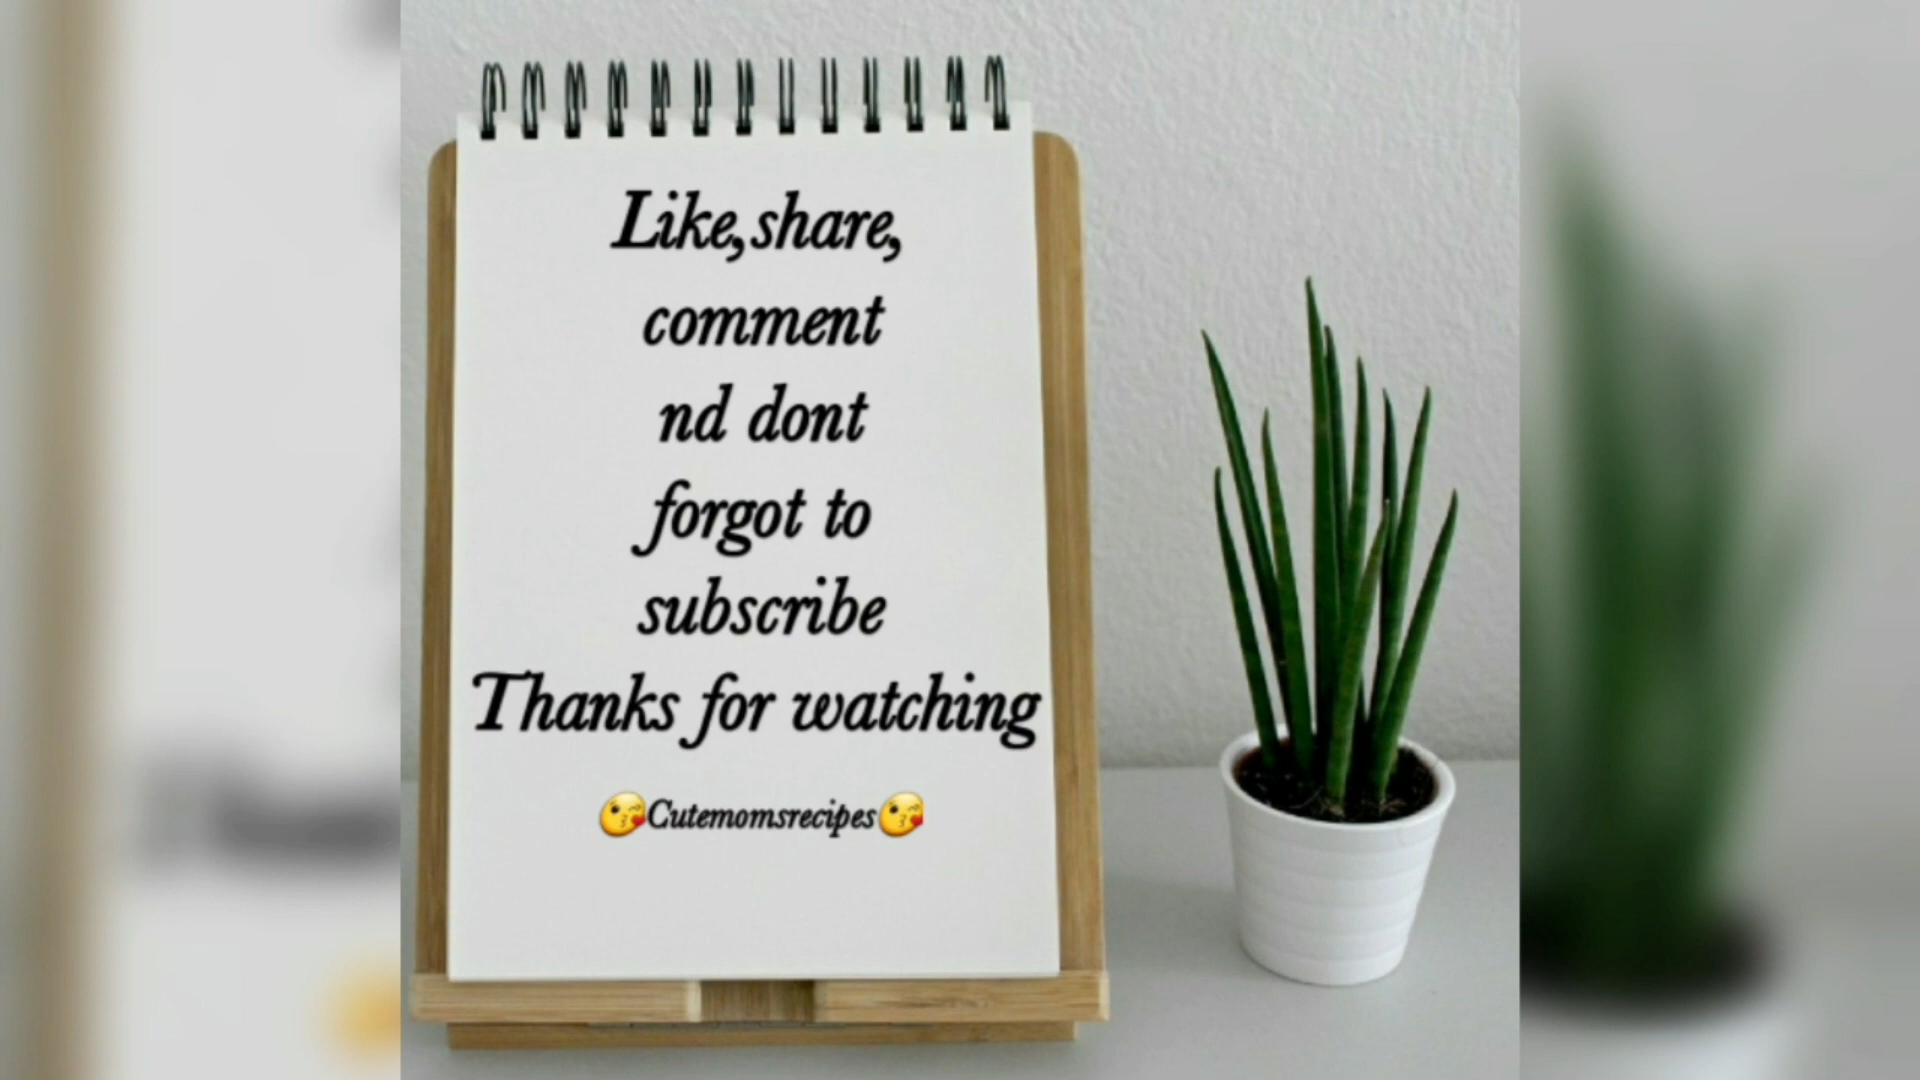 Like,share,
comment
nd dont
forgot to
subscribe
Thanks for watching
😘Cutemomsrecipes😘